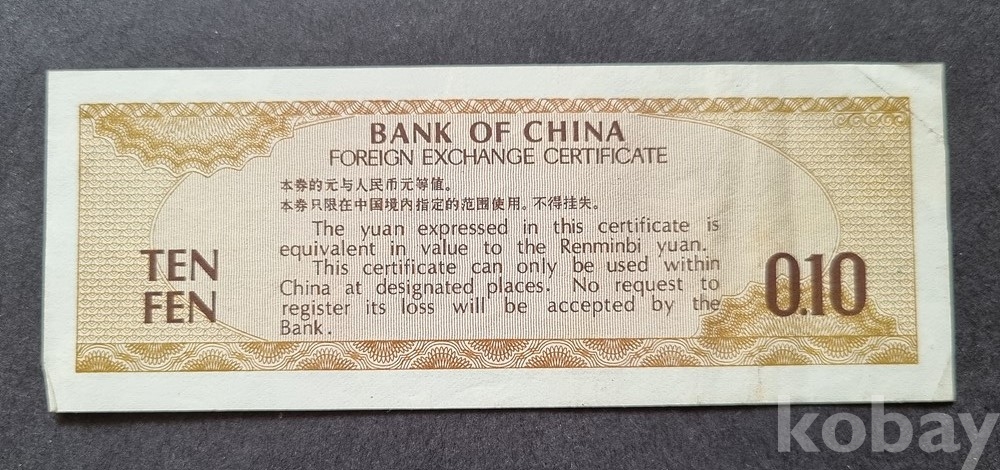 BANK OF CHINA
FOREIGN EXCHANGE CERTIFICATE
本券的元与人民币元等值。
本券只限在中国境内指定的范围使用。不得挂失。
The yuan expressed in this certificate is
equivalent in value to the Renminbi yuan.
This certificate can only be used within
China at designated places. No request to
register its loss will be accepted by the
Bank.
TEN
FEN
0.10
kobay